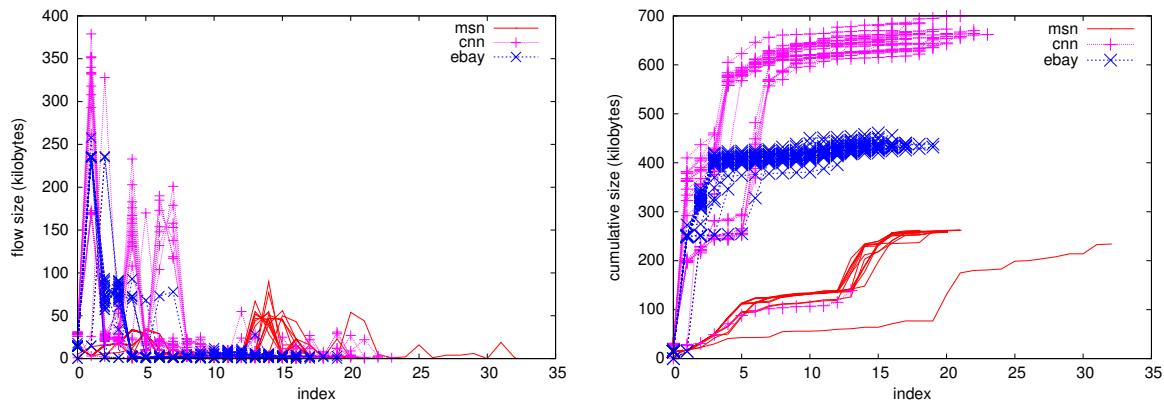 400
350
300
250
200
150
100
50
0
flow size (kilobytes)
0 5 10 15 20 25 30 35
index
msn
cnn
ebay
700
600
500
400
300
200
100
0
cumulative size (kilobytes)
0 5 10 15 20 25 30 35
index
msn
cnn
ebay